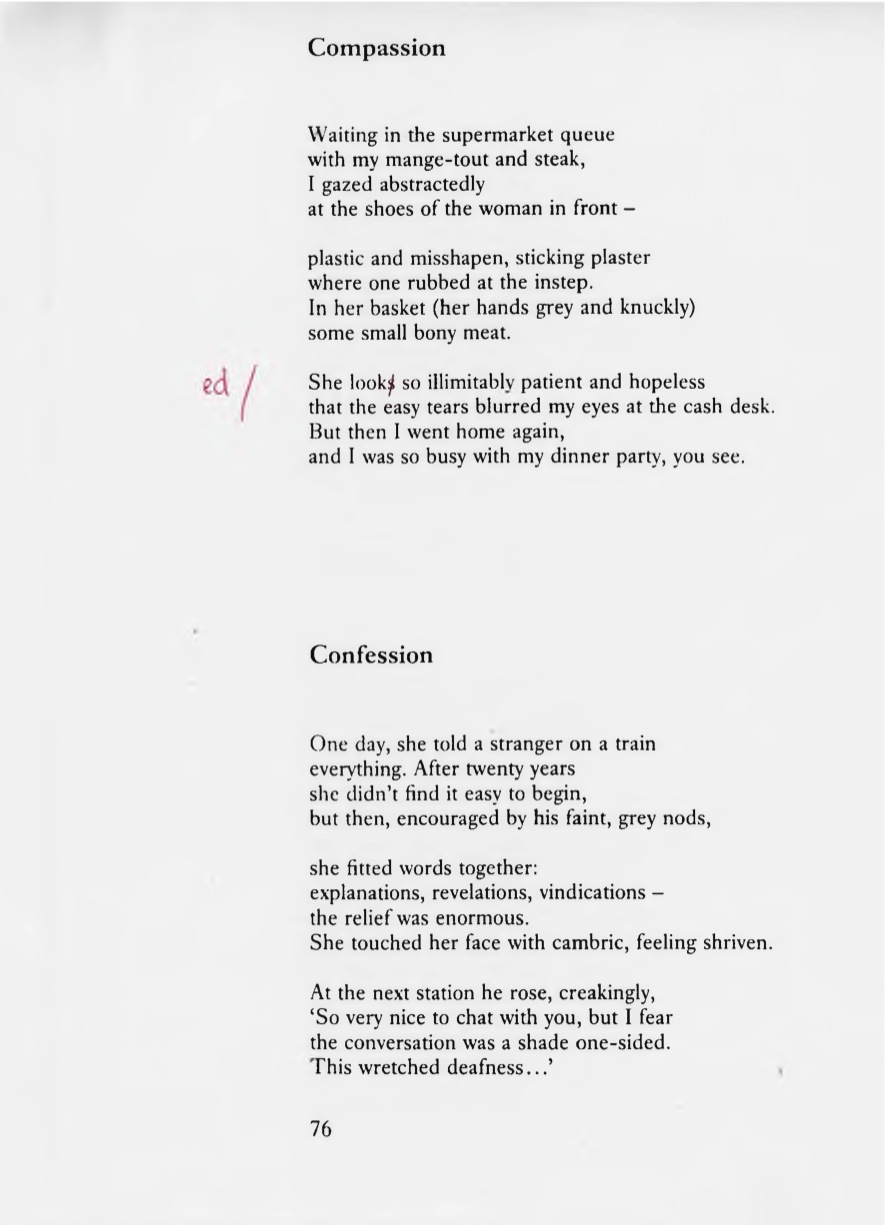 Compassion
Waiting in the supermarket queue
with my mange-tout and steak,
I gazed abstractedly
at the shoes of the woman in front –
plastic and misshapen, sticking plaster
where one rubbed at the instep.
In her basket (her hands grey and knuckly)
some small bony meat.
ed /
She looks so illimitably patient and hopeless
that the easy tears blurred my eyes at the cash desk.
But then I went home again,
and I was so busy with my dinner party, you see.
Confession
One day, she told a stranger on a train
everything. After twenty years
she didn't find it easy to begin,
but then, encouraged by his faint, grey nods,
she fitted words together:
explanations, revelations, vindications –
the relief was enormous.
She touched her face with cambric, feeling shriven.
At the next station he rose, creakingly,
‘So very nice to chat with you, but I fear
the conversation was a shade one-sided.
This wretched deafness...’
76